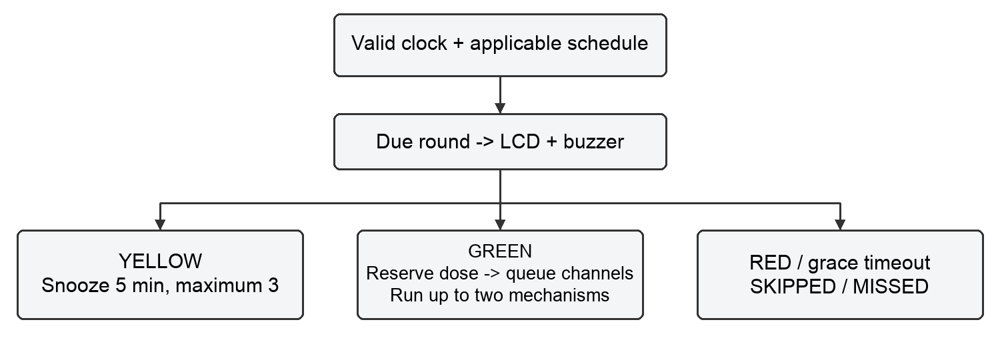 Valid clock + applicable schedule
Due round -> LCD + buzzer
YELLOW
Snooze 5 min, maximum 3
GREEN
Reserve dose -> queue channels
Run up to two mechanisms
RED / grace timeout
SKIPPED / MISSED